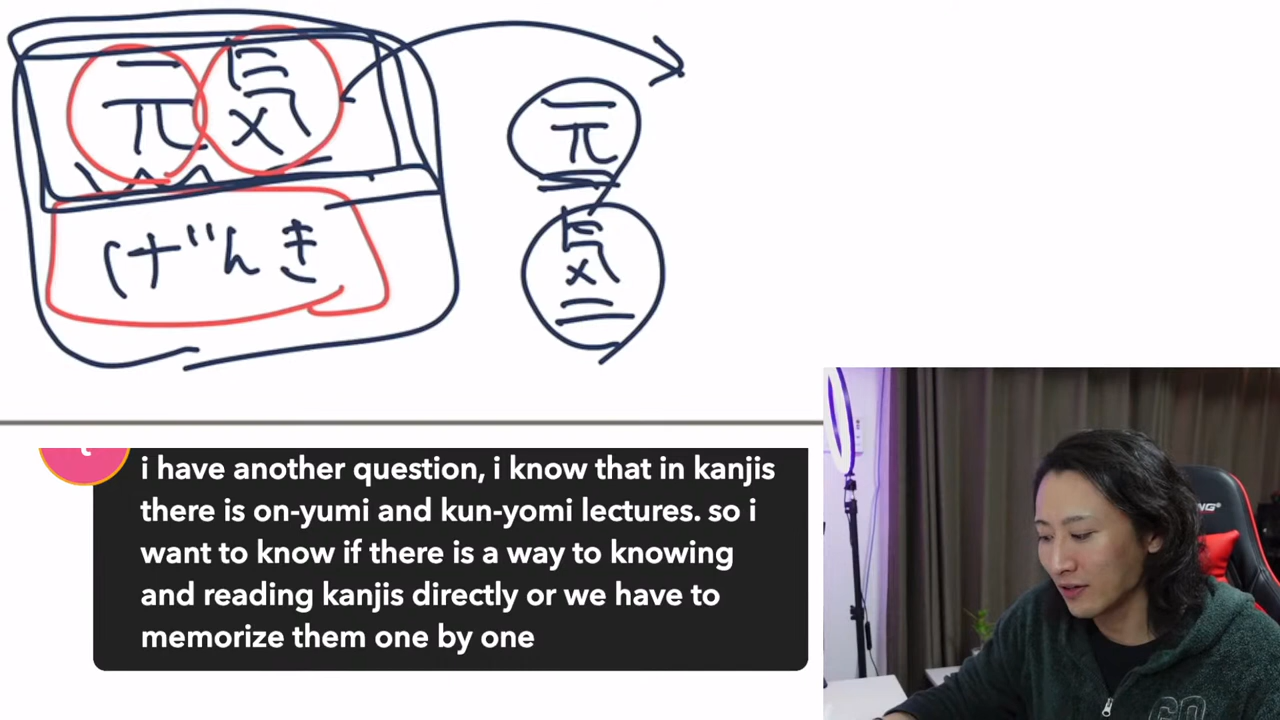 元気
げんき
元
気
i have another question, i know that in kanjis
there is on-yumi and kun-yomi lectures. so i
want to know if there is a way to knowing
and reading kanjis directly or we have to
memorize them one by one